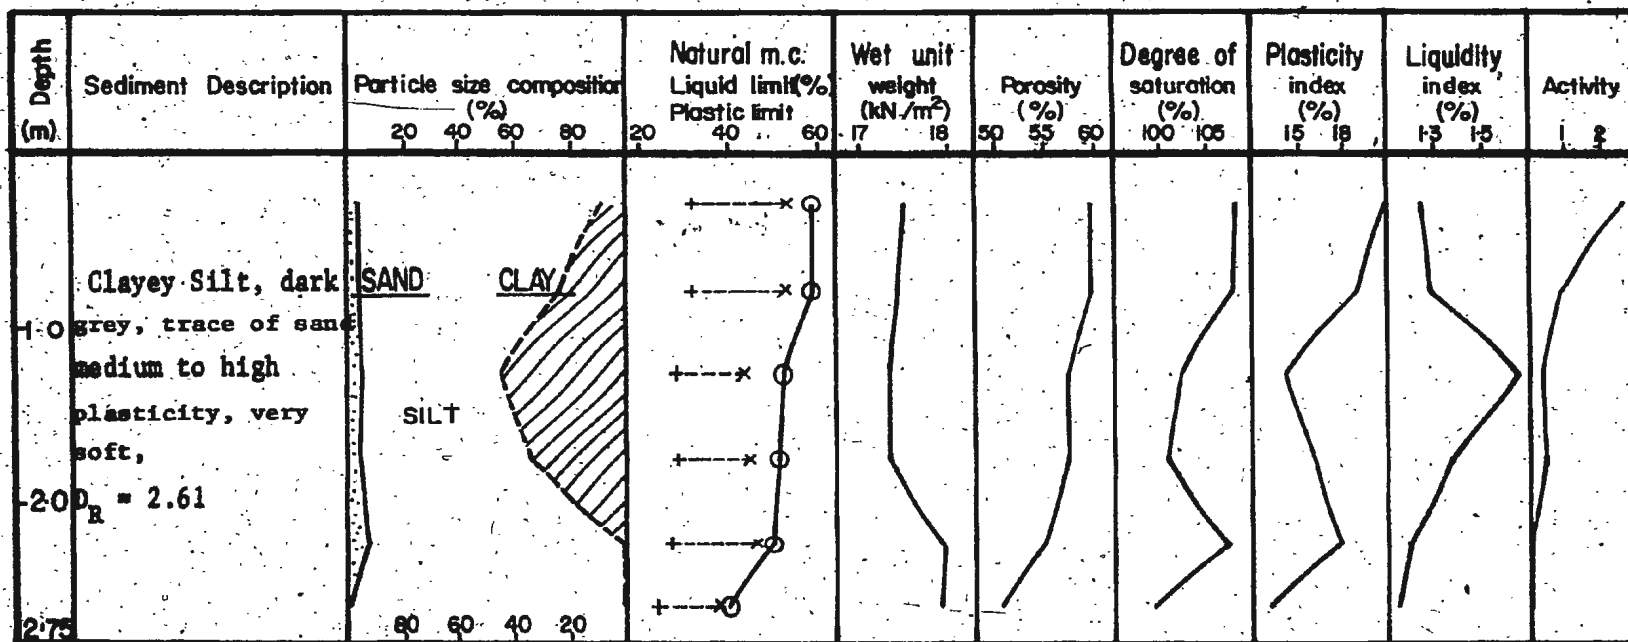 Depth
(m)
Sediment Description
Particle size composition
(%)
20 40 60 80
Natural m.c.
Liquid limit(%)
Plastic limit
20 40 60
Wet unit
weight
(kN/m²)
17 18
Porosity
(%)
50 55 60
Degree of
saturation
(%)
100 105
Plasticity
index
(%)
15 18
Liquidity
index
(%)
1·3 1·5
Activity
1 2
Clayey Silt, dark
grey, trace of sand
medium to high
plasticity, very
soft,
D_R = 2.61
SAND
CLAY
SILT
1·0
2·0
2·75
80 60 40 20